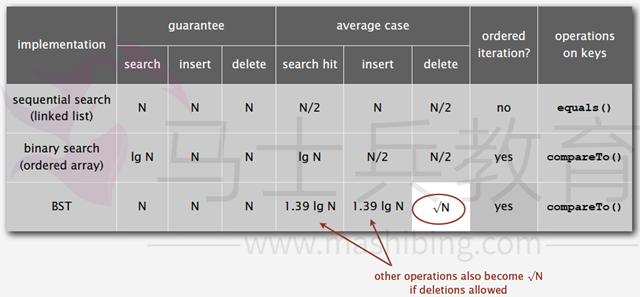 implementation guarantee average case ordered iteration? operations on keys
search insert delete search hit insert delete
sequential search (linked list) N N N N/2 N N/2 no equals()
binary search (ordered array) lg N N N lg N N/2 N/2 yes compareTo()
BST N N N 1.39 lg N 1.39 lg N √N yes compareTo()
马士兵教育
www.mashibing.com
other operations also become √N
if deletions allowed